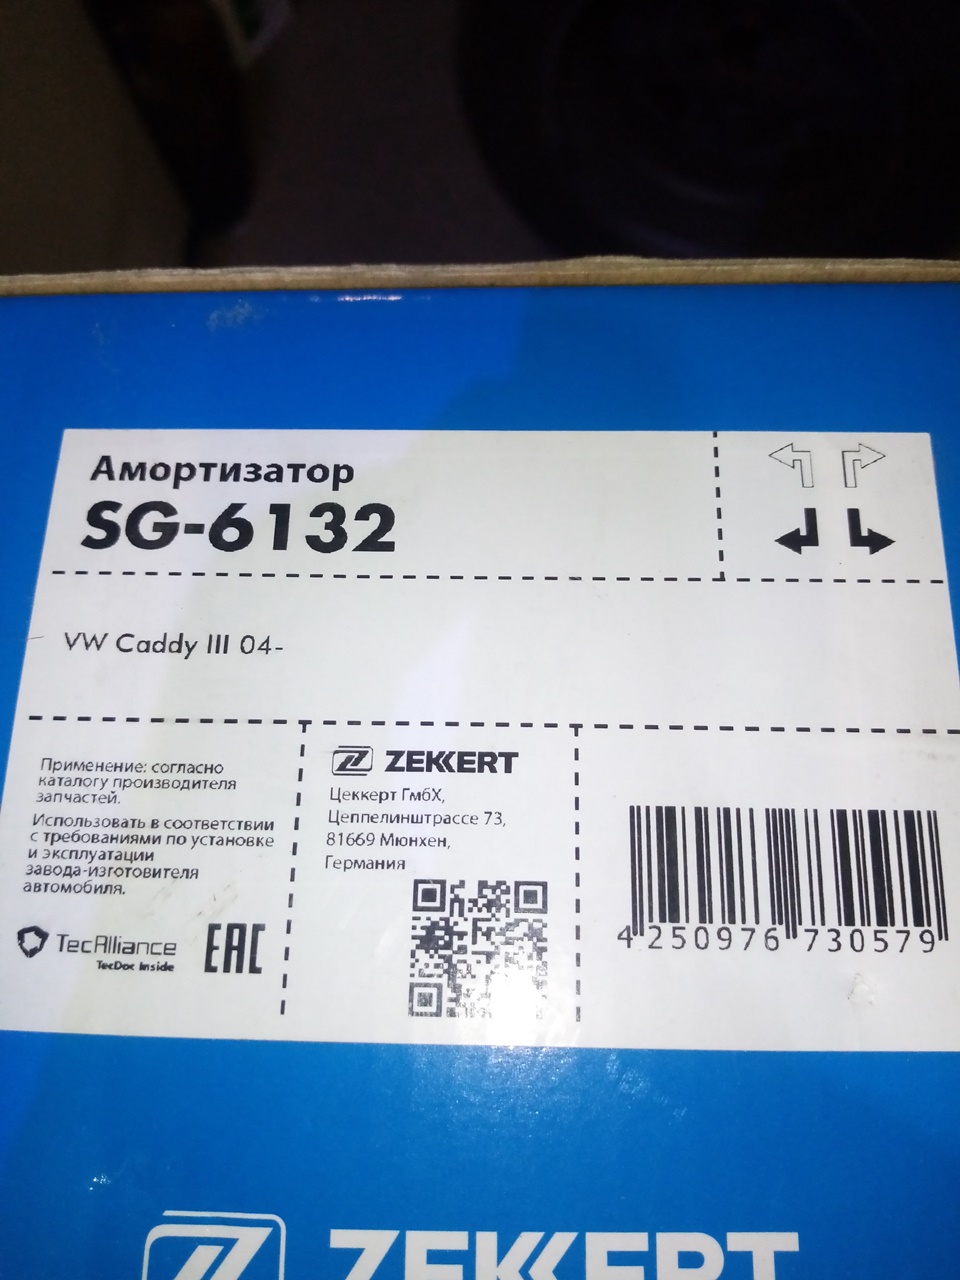 Амортизатор
SG-6132
VW Caddy III 04-
Применение: согласно
каталогу производителя
запчастей.
Использовать в соответствии
с требованиями по установке
и эксплуатации
завода-изготовителя
автомобиля.
TecAlliance
TecDoc Inside
EAC
ZEKKERT
Цеккерт ГмбХ,
Цеппелинштрассе 73,
81669 Мюнхен,
Германия
4 250976 730579
ZEKKERT